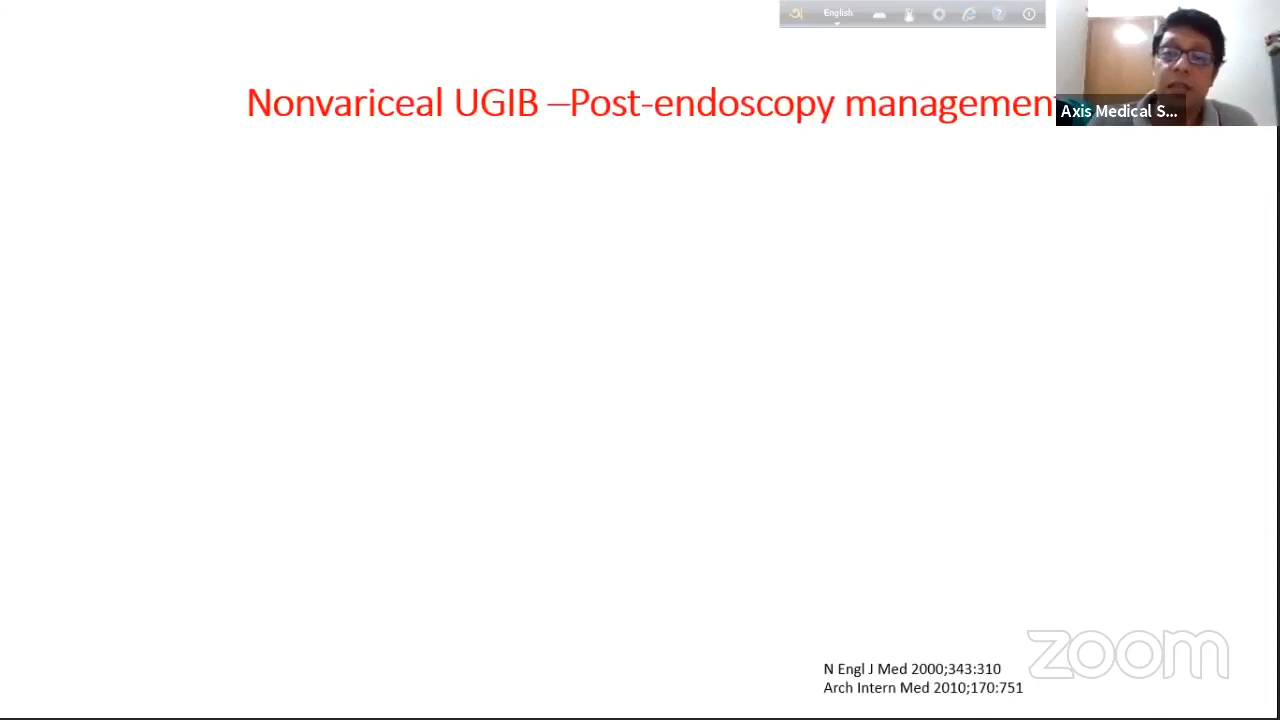 অ English
Nonvariceal UGIB –Post-endoscopy managemen
Axis Medical S...
N Engl J Med 2000;343:310
Arch Intern Med 2010;170:751
zoom